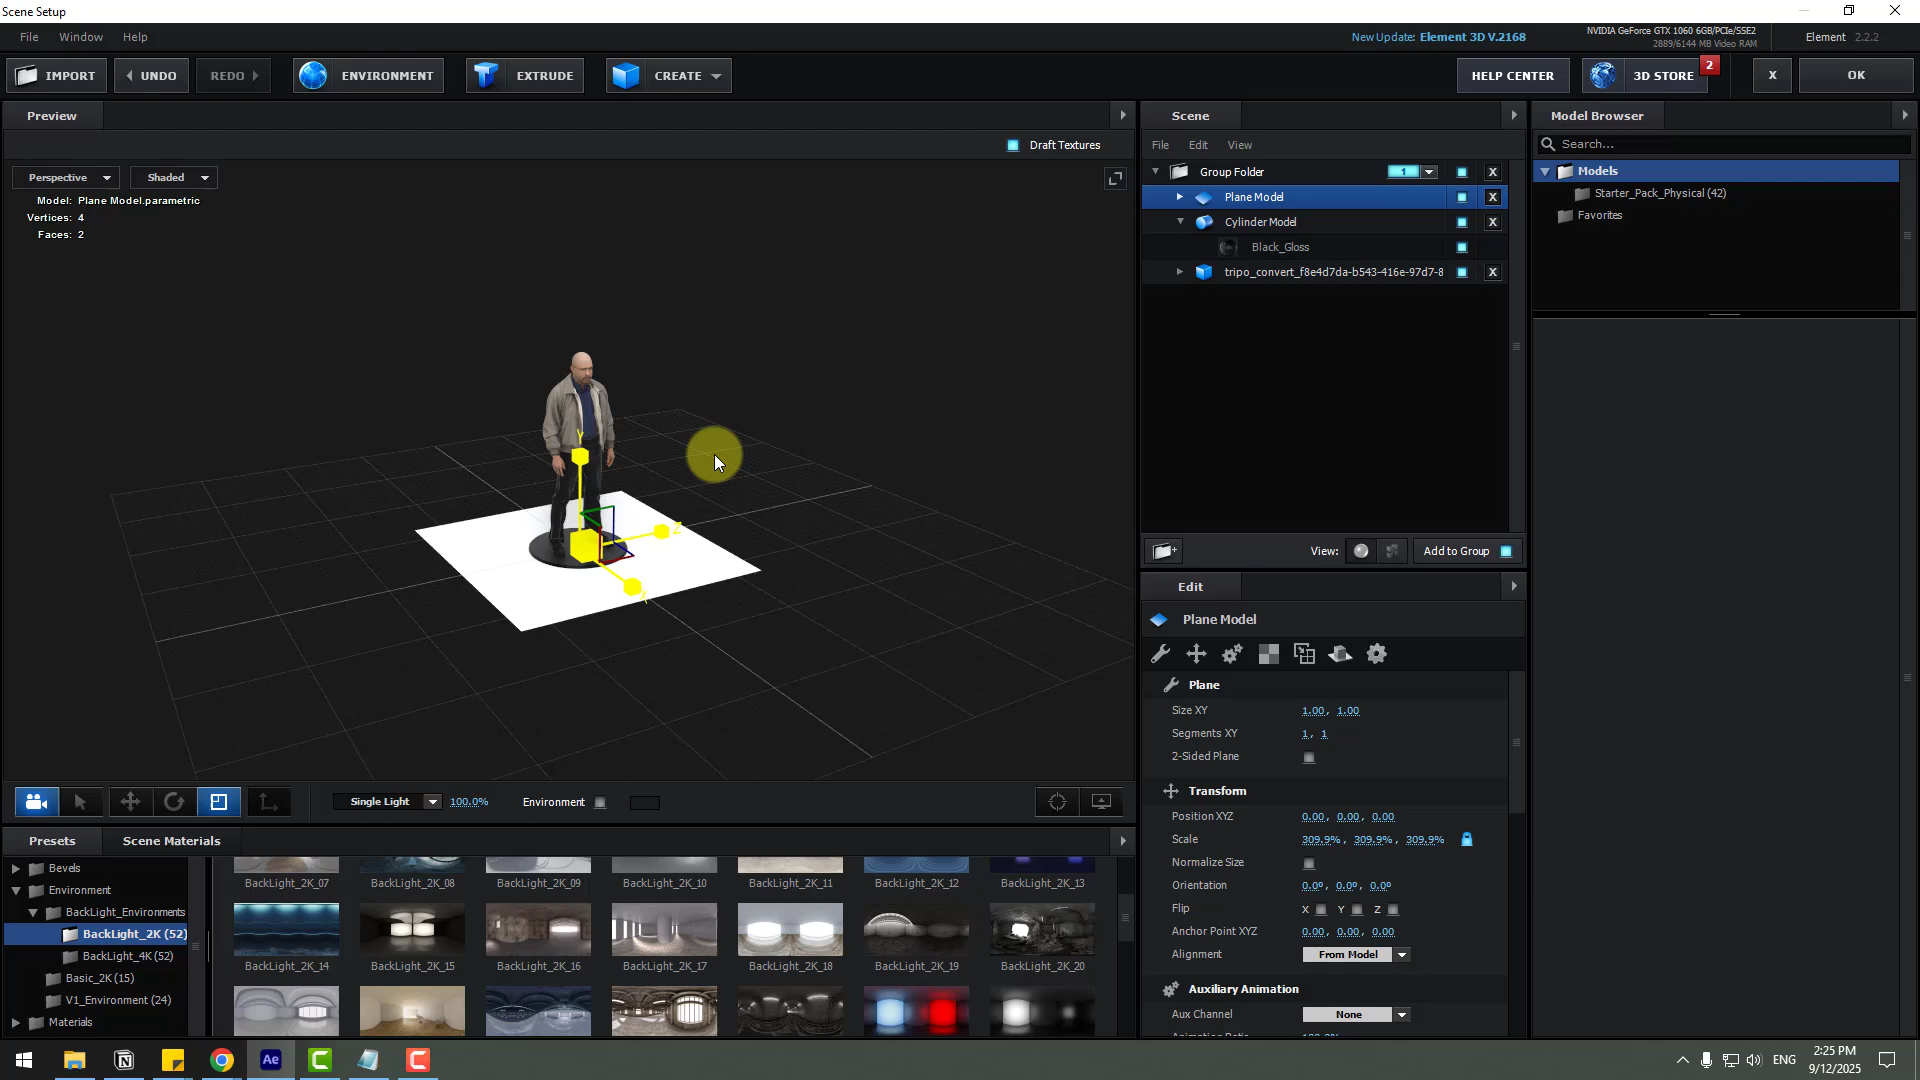 Scene Setup
File Window Help
New Update: Element 3D V.2168
NVIDIA GeForce GTX 1060 6GB/PCIe/SSE2
2889/6144 MB Video RAM
Element 2.2.2
IMPORT UNDO REDO ENVIRONMENT EXTRUDE CREATE HELP CENTER 3D STORE 2 X OK
Preview
Draft Textures
Perspective Shaded
Model: Plane Model.parametric
Vertices: 4
Faces: 2
Y
Z
X
Single Light 100.0% Environment
Presets Scene Materials
Bevels
Environment
BackLight_Environments
BackLight_2K (52)
BackLight_4K (52)
Basic_2K (15)
V1_Environment (24)
Materials
BackLight_2K_07 BackLight_2K_08 BackLight_2K_09 BackLight_2K_10 BackLight_2K_11 BackLight_2K_12 BackLight_2K_13
BackLight_2K_14 BackLight_2K_15 BackLight_2K_16 BackLight_2K_17 BackLight_2K_18 BackLight_2K_19 BackLight_2K_20
Scene
File Edit View
Group Folder 1 X
Plane Model X
Cylinder Model X
Black_Gloss
tripo_convert_f8e4d7da-b543-416e-97d7-8 X
View: Add to Group
Edit
Plane Model
Plane
Size XY 1.00, 1.00
Segments XY 1, 1
2-Sided Plane
Transform
Position XYZ 0.00, 0.00, 0.00
Scale 309.9%, 309.9%, 309.9%
Normalize Size
Orientation 0.0º, 0.0º, 0.0º
Flip X Y Z
Anchor Point XYZ 0.00, 0.00, 0.00
Alignment From Model
Auxiliary Animation
Aux Channel None
Model Browser
Search...
Models
Starter_Pack_Physical (42)
Favorites
Ae
ENG
2:25 PM
9/12/2025